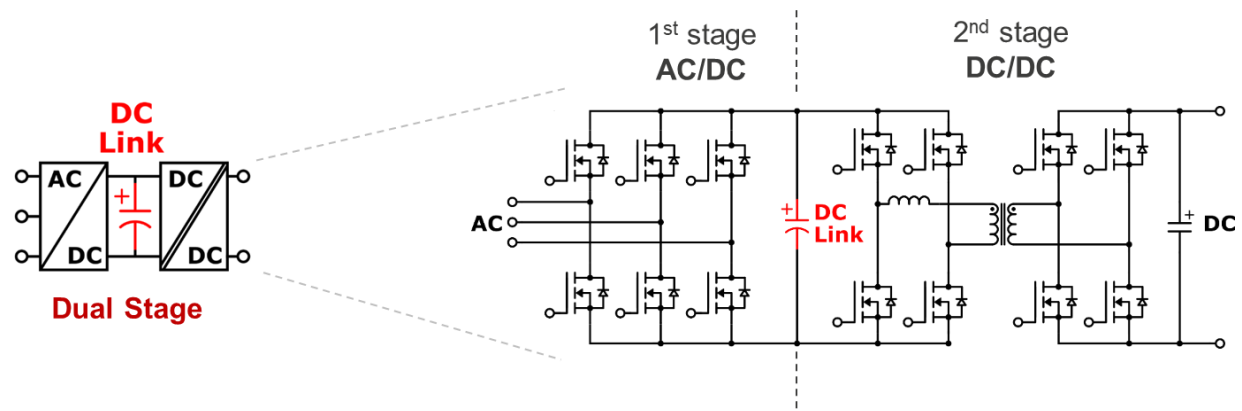 DC
Link
AC
DC
+
DC
DC
Dual Stage
1st stage
AC/DC
2nd stage
DC/DC
AC
+
DC
Link
+
DC